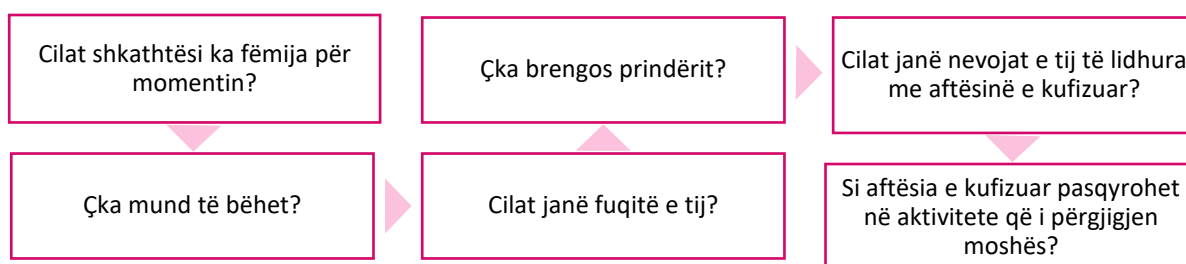 Cilat shkathtësi ka fëmija për
momentin?
Çka mund të bëhet?
Cilat janë fuqitë e tij?
Çka brengos prindërit?
Cilat janë nevojat e tij të lidhura
me aftësinë e kufizuar?
Si aftësia e kufizuar pasqyrohet
në aktivitete që i përgjigjen
moshës?